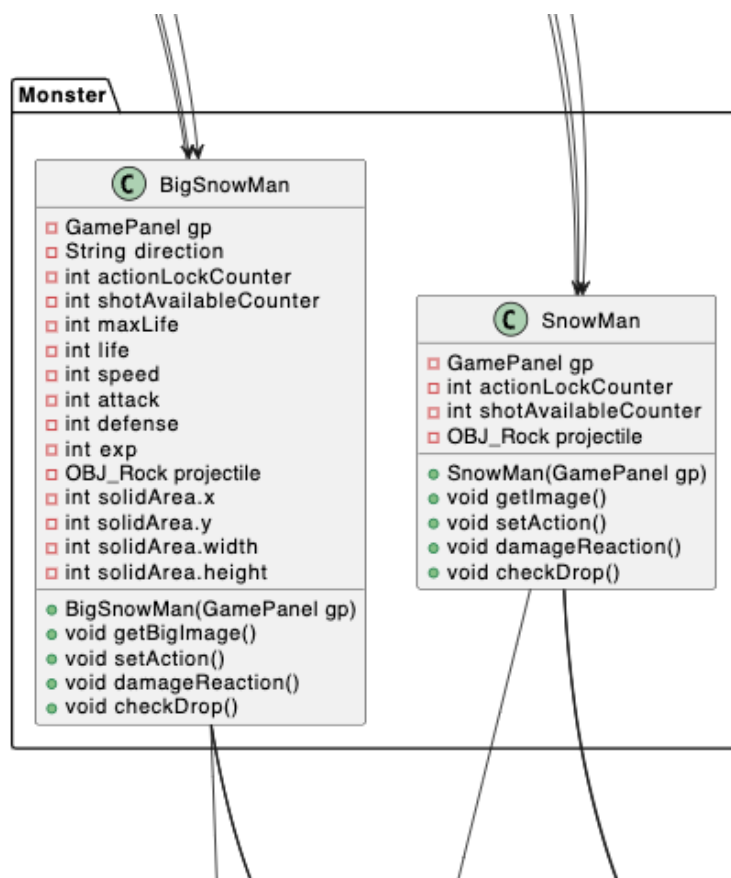 Monster
C BigSnowMan
GamePanel gp
String direction
int actionLockCounter
int shotAvailableCounter
int maxLife
int life
int speed
int attack
int defense
int exp
OBJ_Rock projectile
int solidArea.x
int solidArea.y
int solidArea.width
int solidArea.height
BigSnowMan(GamePanel gp)
void getBigImage()
void setAction()
void damageReaction()
void checkDrop()
C SnowMan
GamePanel gp
int actionLockCounter
int shotAvailableCounter
OBJ_Rock projectile
SnowMan(GamePanel gp)
void getImage()
void setAction()
void damageReaction()
void checkDrop()